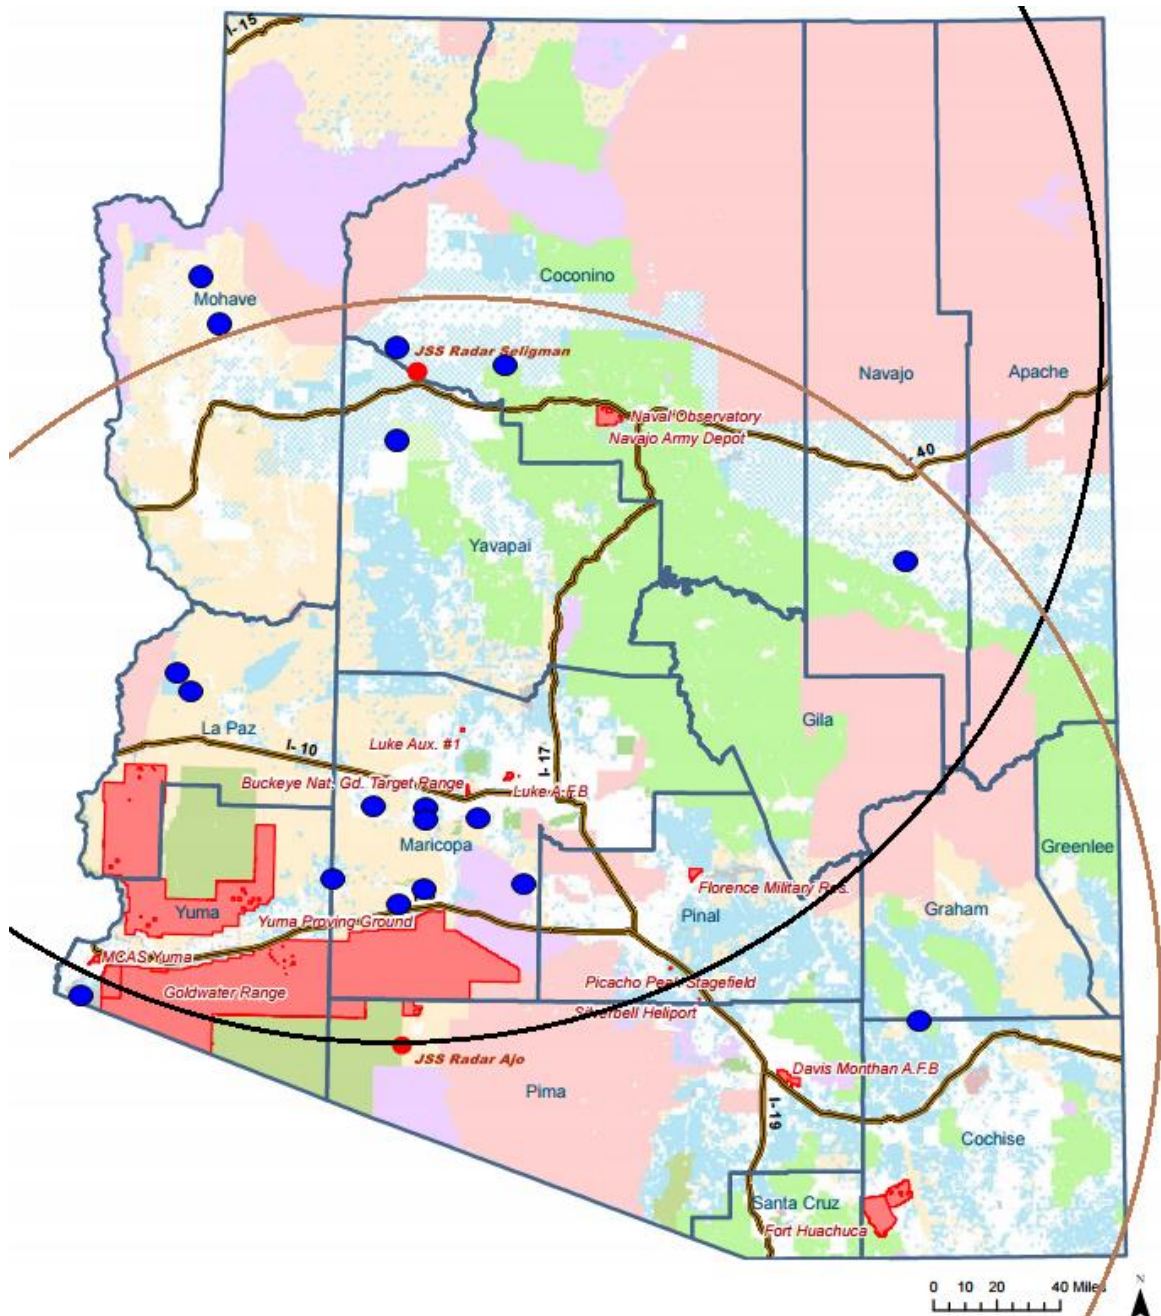 I-15
Coconino
Mohave
JSS Radar Seligman
Navajo
Apache
Naval Observatory
Navajo Army Depot
I-40
Yavapai
La Paz
Gila
I-10
Luke Aux. #1
I-17
Buckeye Nat. Gd. Target Range
Luke A.F.B
Maricopa
Greenlee
Florence Military Res.
Yuma
Yuma Proving Ground
Pinal
Graham
MCAS Yuma
Picacho Peak Stagefield
Goldwater Range
Silverbell Heliport
JSS Radar Ajo
Davis Monthan A.F.B
Pima
I-19
Cochise
Santa Cruz
Fort Huachuca
N
0 10 20 40 Miles